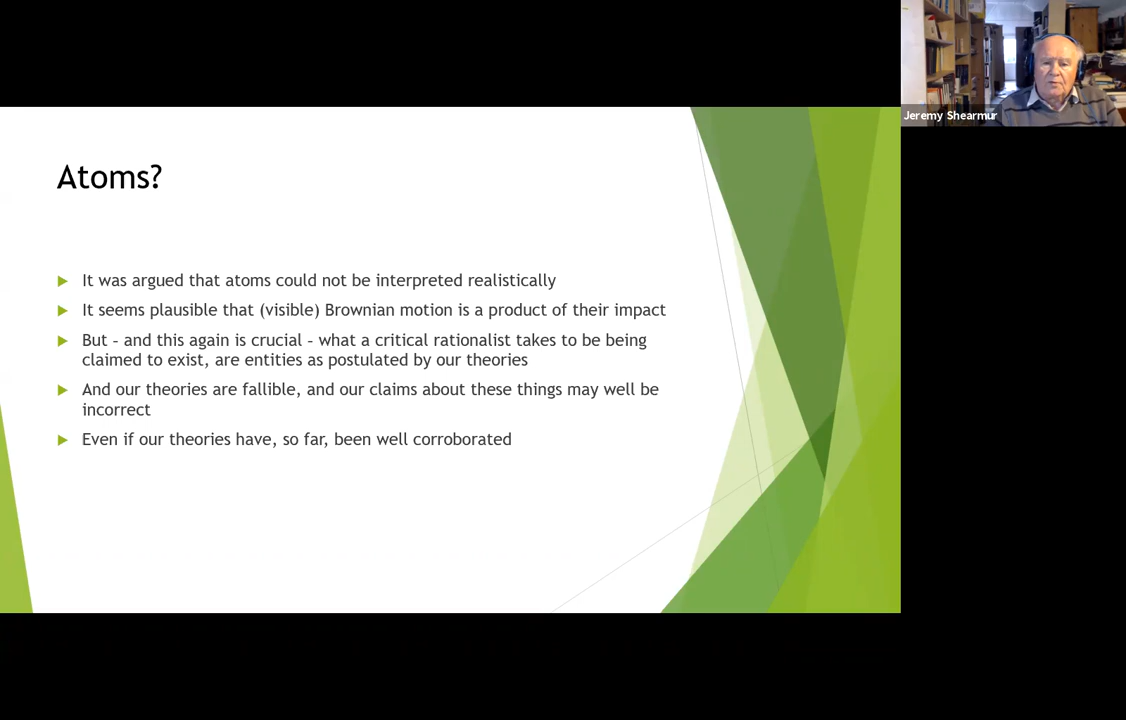 Jeremy Shearmur
Atoms?
It was argued that atoms could not be interpreted realistically
It seems plausible that (visible) Brownian motion is a product of their impact
But – and this again is crucial – what a critical rationalist takes to be being
claimed to exist, are entities as postulated by our theories
And our theories are fallible, and our claims about these things may well be
incorrect
Even if our theories have, so far, been well corroborated